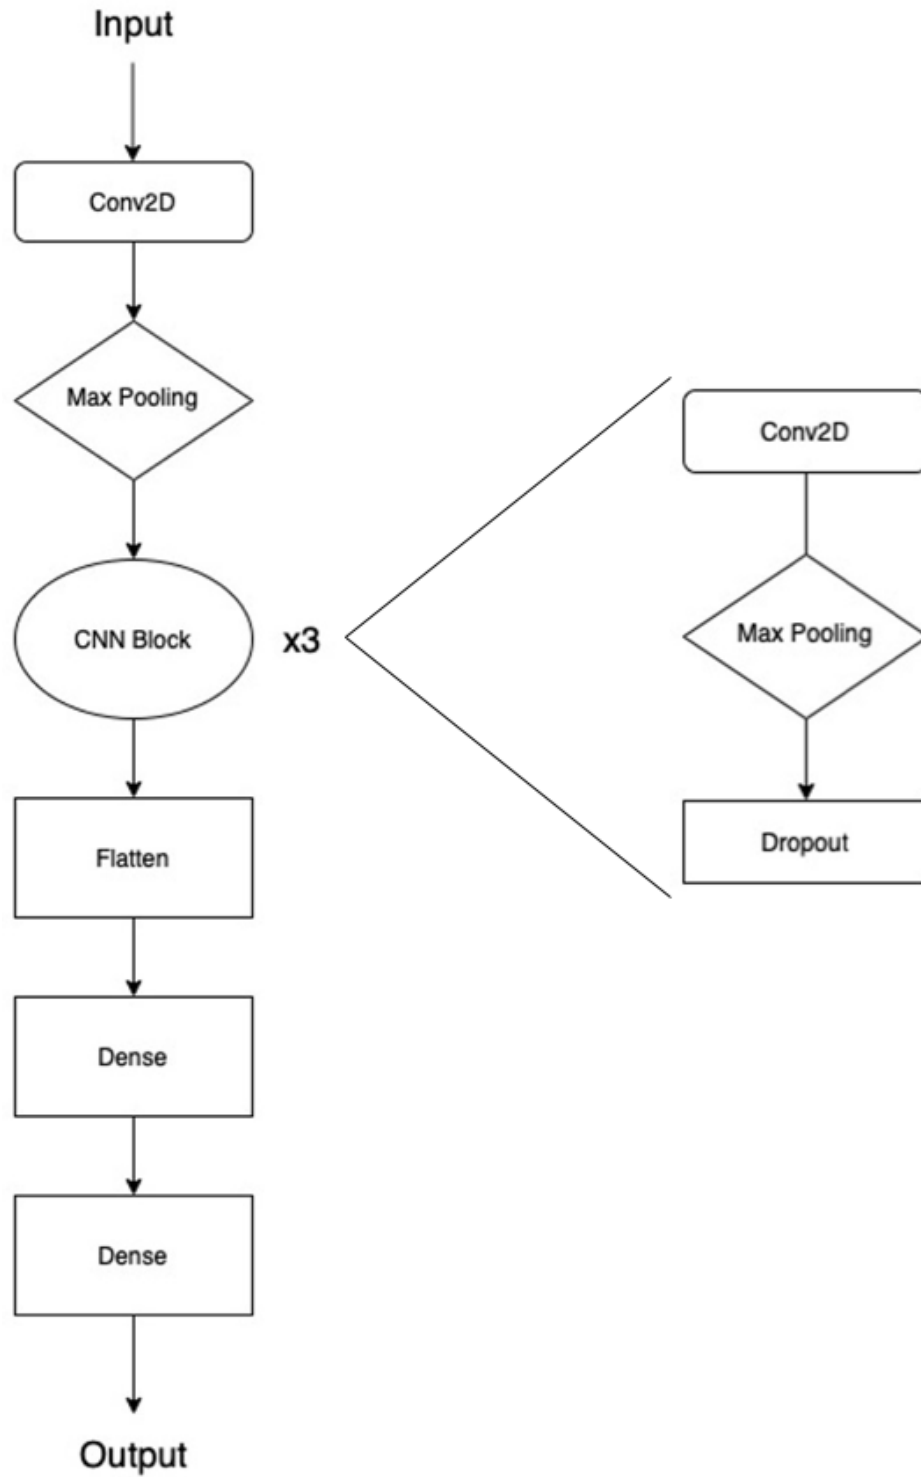 Input
Conv2D
Max Pooling
CNN Block
x3
Flatten
Dense
Dense
Output
Conv2D
Max Pooling
Dropout